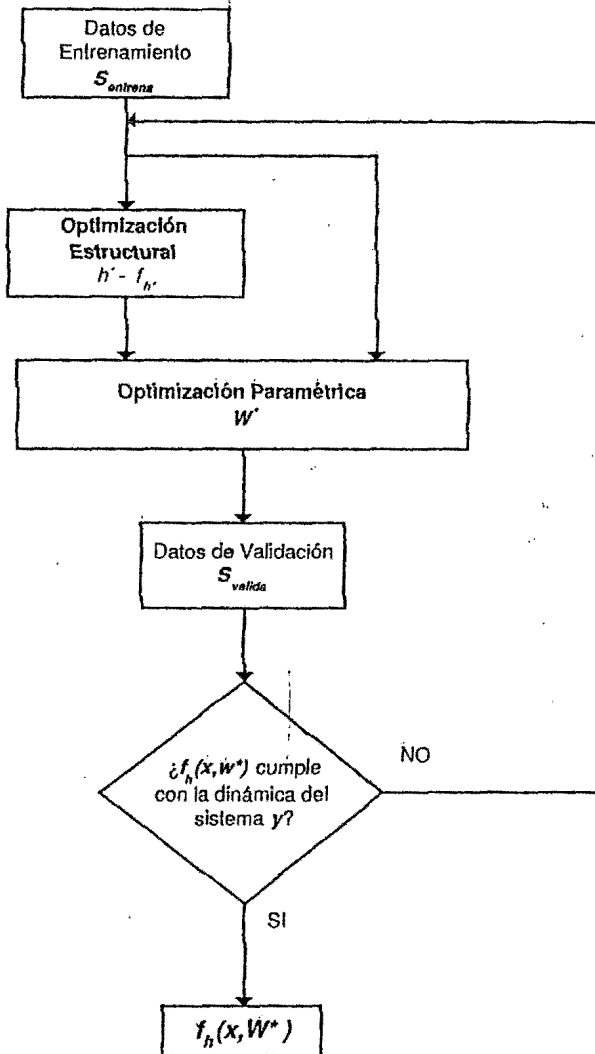 Datos de
Entrenamiento
S_entrena
Optimización
Estructural
h* - f_h*
Optimización Paramétrica
W*
Datos de Validación
S_valida
¿f_h(x,w*) cumple
con la dinámica del
sistema y?
NO
SI
f_h(x,W*)